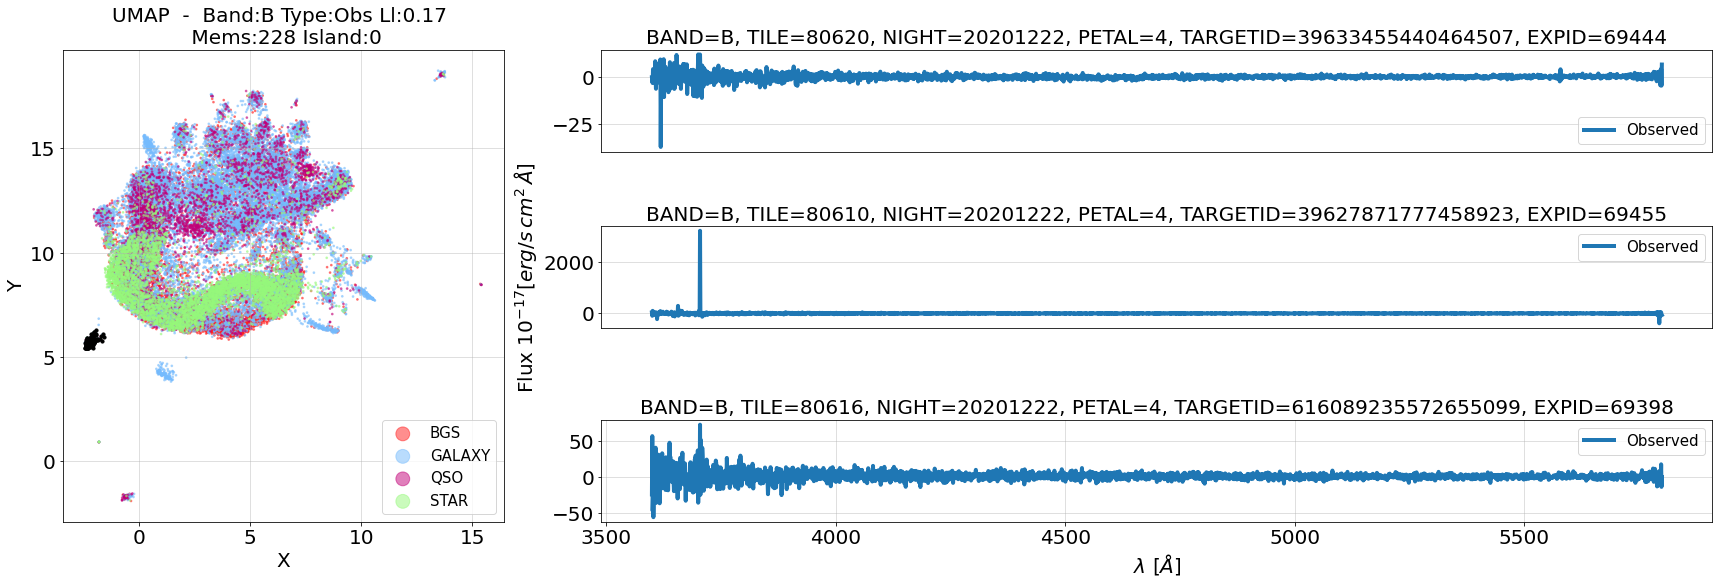 UMAP - Band:B Type:Obs Ll:0.17
Mems:228 Island:0
15
10
5
0
Y
0 5 10 15
X
BGS
GALAXY
QSO
STAR
Flux 10⁻¹⁷[erg/s cm² Å]
BAND=B, TILE=80620, NIGHT=20201222, PETAL=4, TARGETID=39633455440464507, EXPID=69444
0
−25
Observed
BAND=B, TILE=80610, NIGHT=20201222, PETAL=4, TARGETID=39627871777458923, EXPID=69455
2000
0
Observed
BAND=B, TILE=80616, NIGHT=20201222, PETAL=4, TARGETID=616089235572655099, EXPID=69398
50
0
−50
Observed
3500 4000 4500 5000 5500
λ [Å]